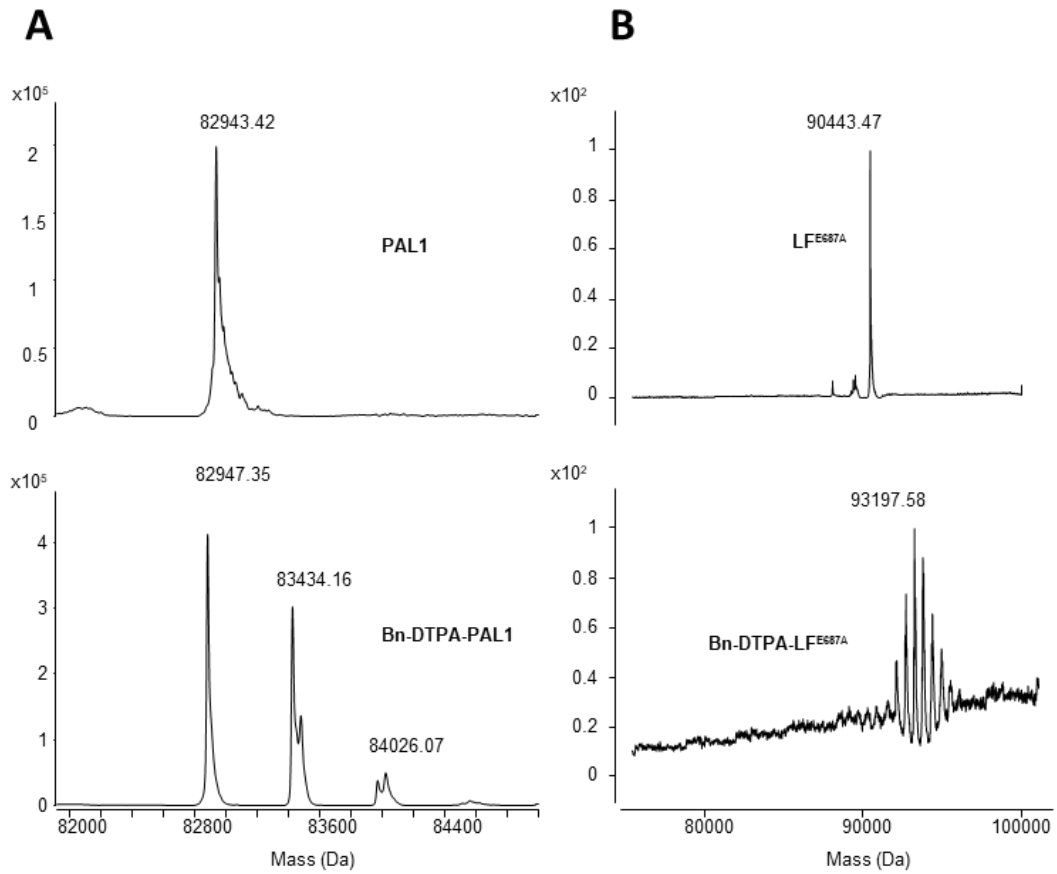 A
x10⁵
82943.42
2
1.5
1
0.5
0
PAL1
B
x10²
90443.47
1
0.8
0.6
0.4
0.2
0
LFᴱ⁶⁸⁷ᴬ
x10⁵
82947.35
4
3
2
1
0
83434.16
Bn-DTPA-PAL1
84026.07
82000 82800 83600 84400
Mass (Da)
x10²
93197.58
1
0.8
0.6
0.4
0.2
0
Bn-DTPA-LFᴱ⁶⁸⁷ᴬ
80000 90000 100000
Mass (Da)